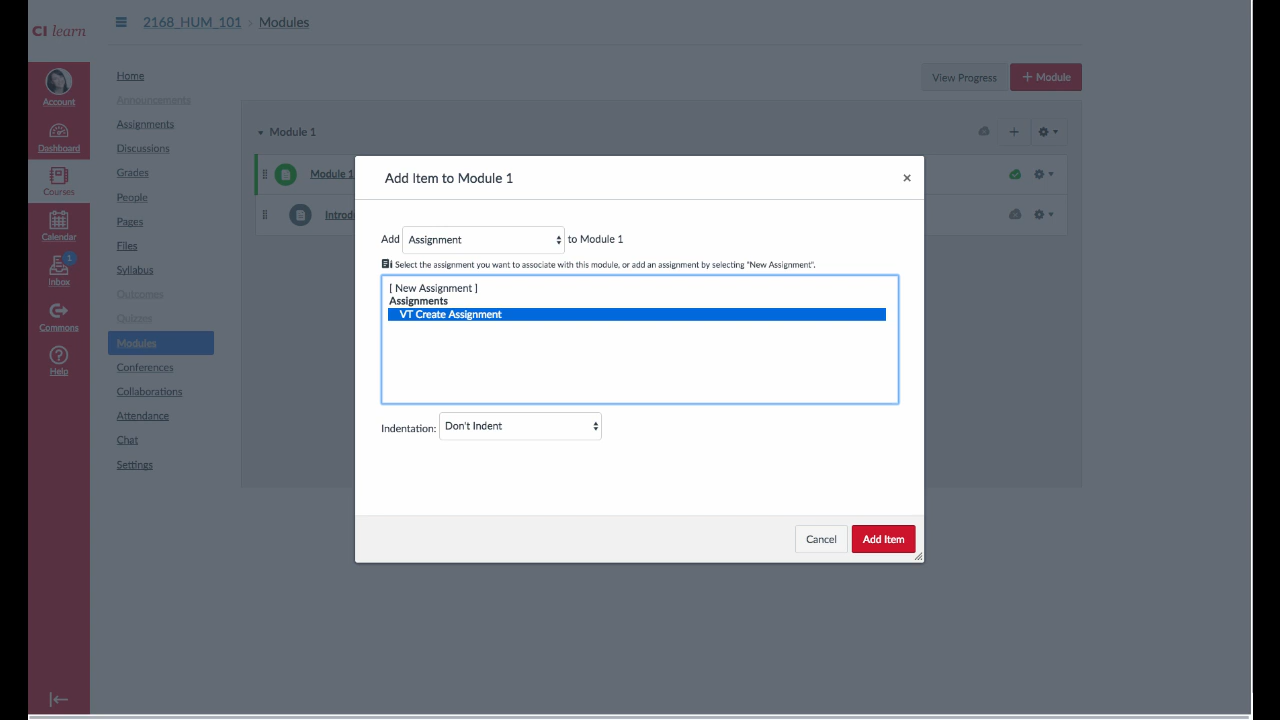 CI learn
2168_HUM_101 > Modules
Account
Dashboard
Courses
Calendar
1
Inbox
Commons
Help
Home
Announcements
Assignments
Discussions
Grades
People
Pages
Files
Syllabus
Outcomes
Quizzes
Modules
Conferences
Collaborations
Attendance
Chat
Settings
View Progress
+ Module
Module 1
Module 1
Introd
Add Item to Module 1
×
Add Assignment to Module 1
Select the assignment you want to associate with this module, or add an assignment by selecting "New Assignment".
[ New Assignment ]
Assignments
VT Create Assignment
Indentation: Don't Indent
Cancel
Add Item